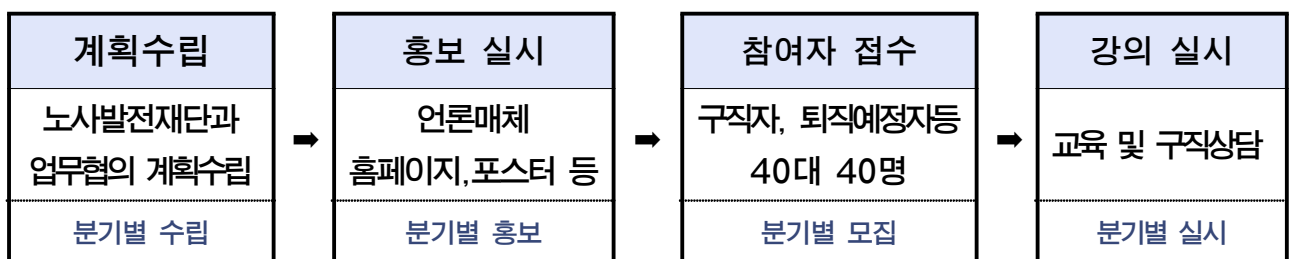 계획수립
노사발전재단과
업무협의 계획수립
분기별 수립
➡
홍보 실시
언론매체
홈페이지,포스터 등
분기별 홍보
➡
참여자 접수
구직자, 퇴직예정자등
40대 40명
분기별 모집
➡
강의 실시
교육 및 구직상담
분기별 실시